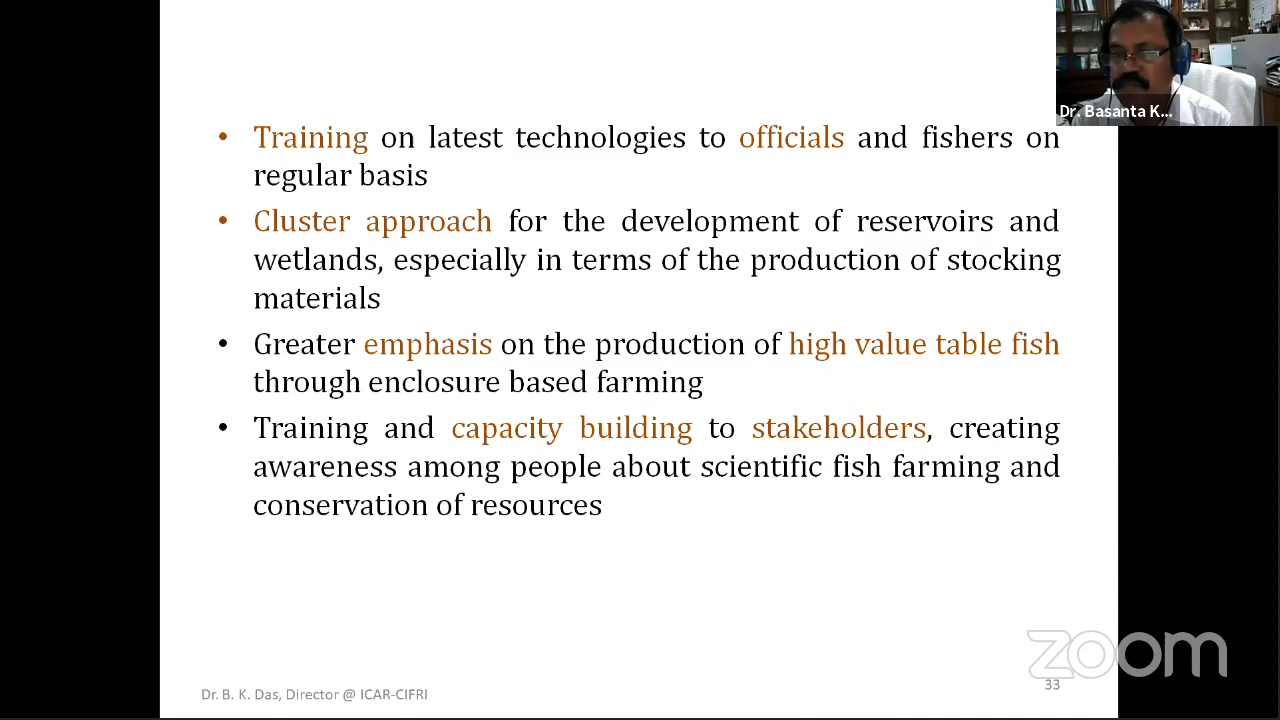 Dr. Basanta K...
• Training on latest technologies to officials and fishers on
regular basis
• Cluster approach for the development of reservoirs and
wetlands, especially in terms of the production of stocking
materials
• Greater emphasis on the production of high value table fish
through enclosure based farming
• Training and capacity building to stakeholders, creating
awareness among people about scientific fish farming and
conservation of resources
zoom
Dr. B. K. Das, Director @ ICAR-CIFRI
33